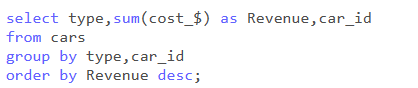 select type,sum(cost_$) as Revenue,car_id
from cars
group by type,car_id
order by Revenue desc;